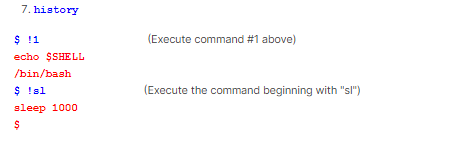 7. history
$ !1 (Execute command #1 above)
echo $SHELL
/bin/bash
$ !sl (Execute the command beginning with "sl")
sleep 1000
$